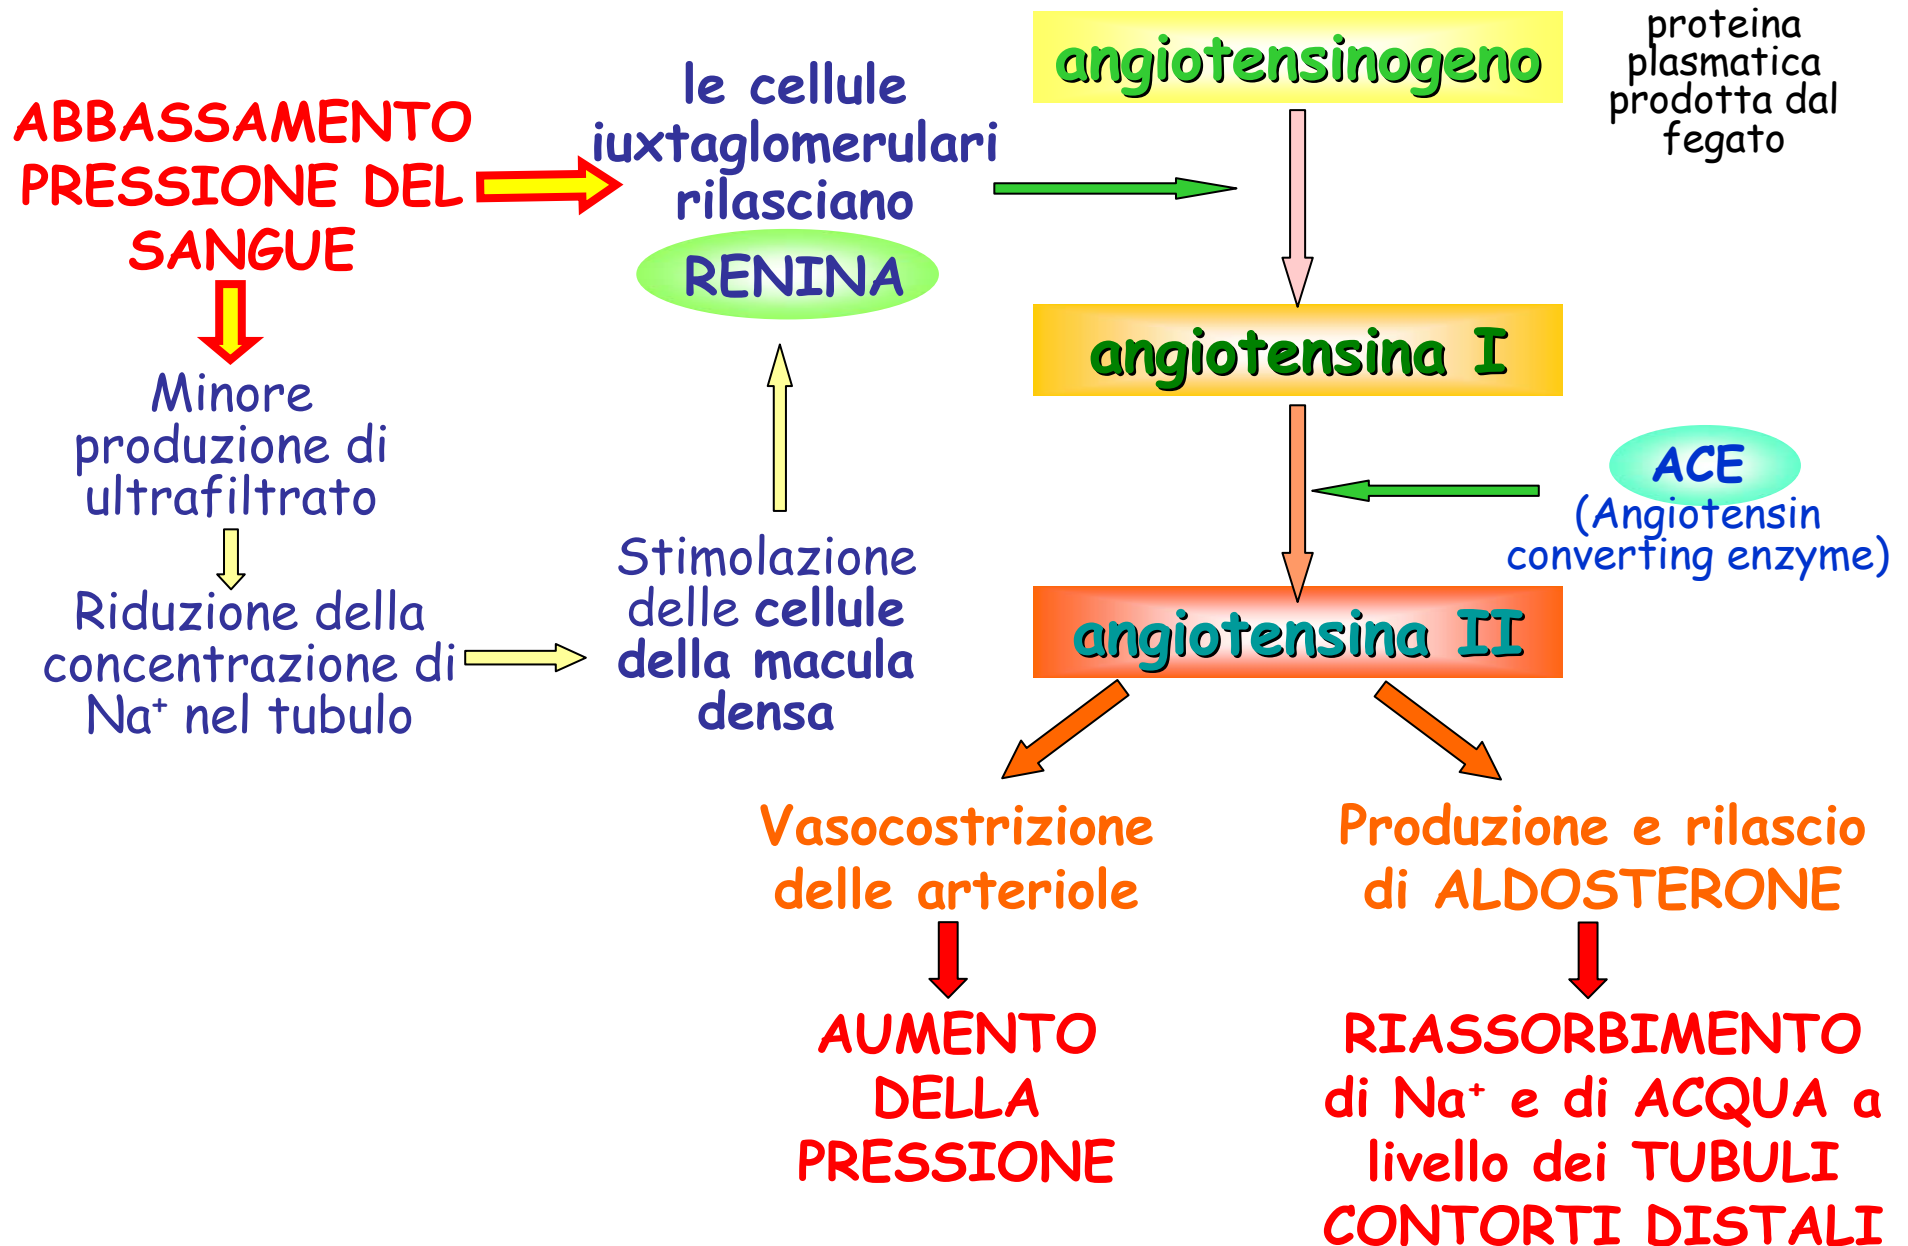 ABBASSAMENTO
PRESSIONE DEL
SANGUE
le cellule
iuxtaglomerulari
rilasciano
RENINA
angiotensinogeno
proteina
plasmatica
prodotta dal
fegato
angiotensina I
Minore
produzione di
ultrafiltrato
ACE
(Angiotensin
converting enzyme)
Riduzione della
concentrazione di
Na⁺ nel tubulo
Stimolazione
delle cellule
della macula
densa
angiotensina II
Vasocostrizione
delle arteriole
Produzione e rilascio
di ALDOSTERONE
AUMENTO
DELLA
PRESSIONE
RIASSORBIMENTO
di Na⁺ e di ACQUA a
livello dei TUBULI
CONTORTI DISTALI